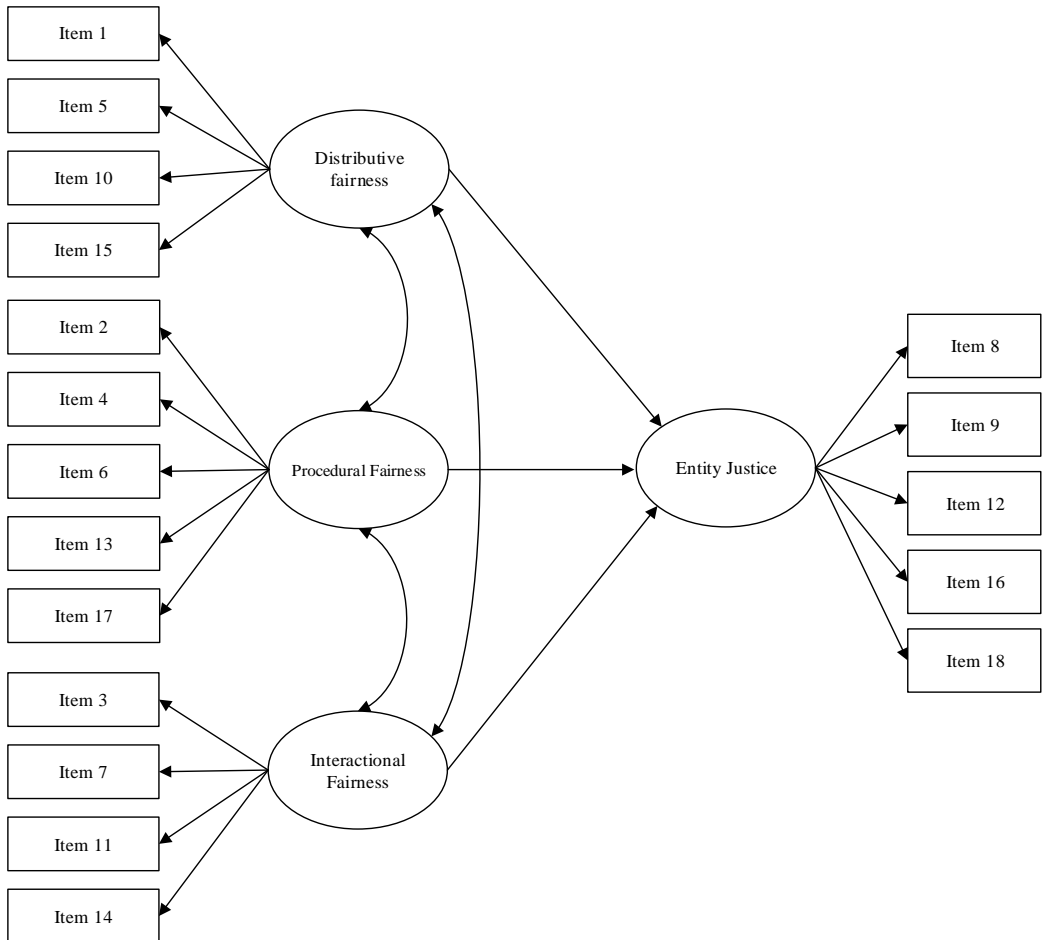 Item 1
Item 5
Item 10
Item 15
Item 2
Item 4
Item 6
Item 13
Item 17
Item 3
Item 7
Item 11
Item 14
Distributive
fairness
Procedural Fairness
Interactional
Fairness
Entity Justice
Item 8
Item 9
Item 12
Item 16
Item 18